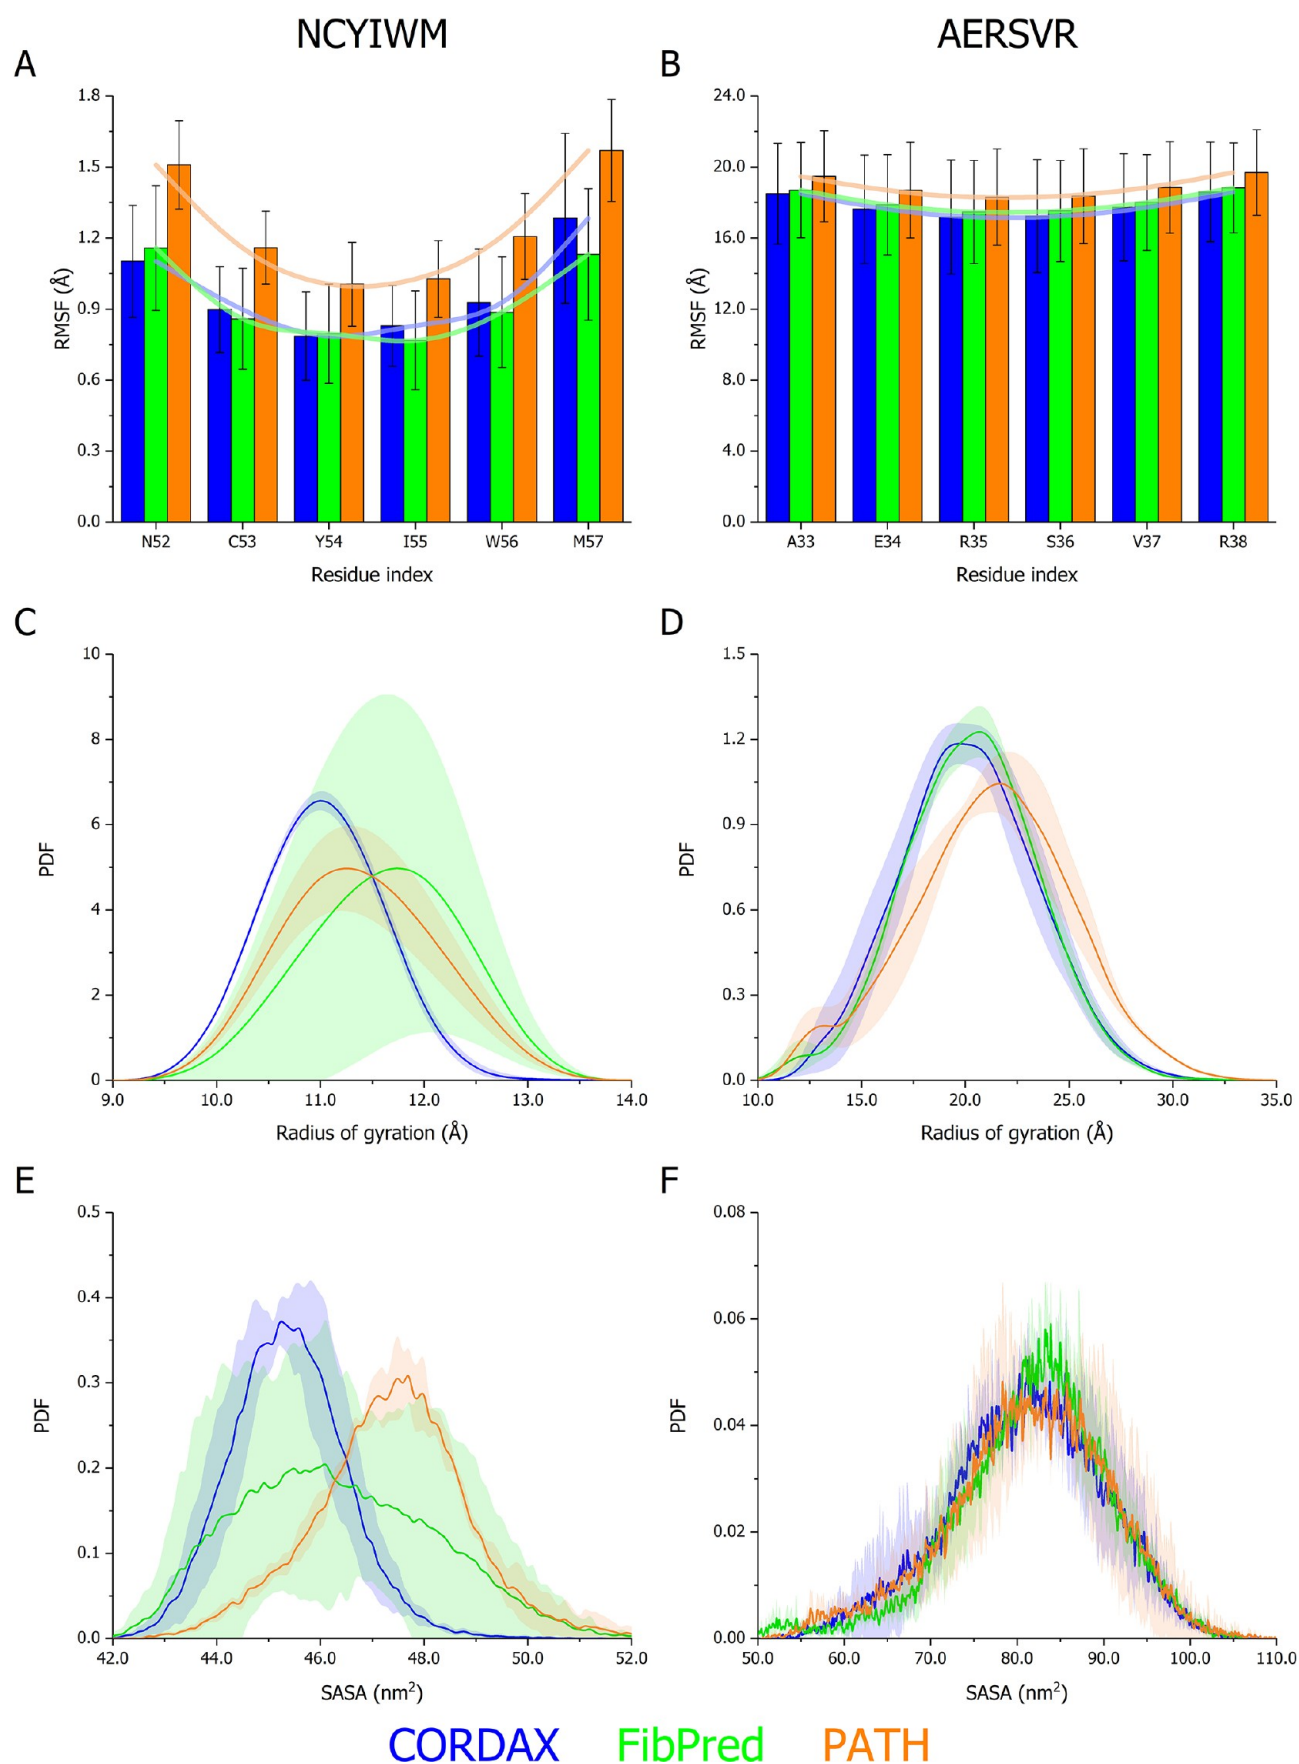 NCYIWM AERSVR
A B
1.8 24.0
1.5 20.0
1.2 16.0
0.9 12.0
0.6 8.0
0.3 4.0
0.0 0.0
RMSF (Å) RMSF (Å)
N52 C53 Y54 I55 W56 M57 A33 E34 R35 S36 V37 R38
Residue index Residue index
C D
10 1.5
8 1.2
6 0.9
4 0.6
2 0.3
0 0.0
PDF PDF
9.0 10.0 11.0 12.0 13.0 14.0 10.0 15.0 20.0 25.0 30.0 35.0
Radius of gyration (Å) Radius of gyration (Å)
E F
0.5 0.08
0.4 0.06
0.3 0.04
0.2 0.02
0.1 0.00
0.0
PDF PDF
42.0 44.0 46.0 48.0 50.0 52.0 50.0 60.0 70.0 80.0 90.0 100.0 110.0
SASA (nm²) SASA (nm²)
CORDAX FibPred PATH